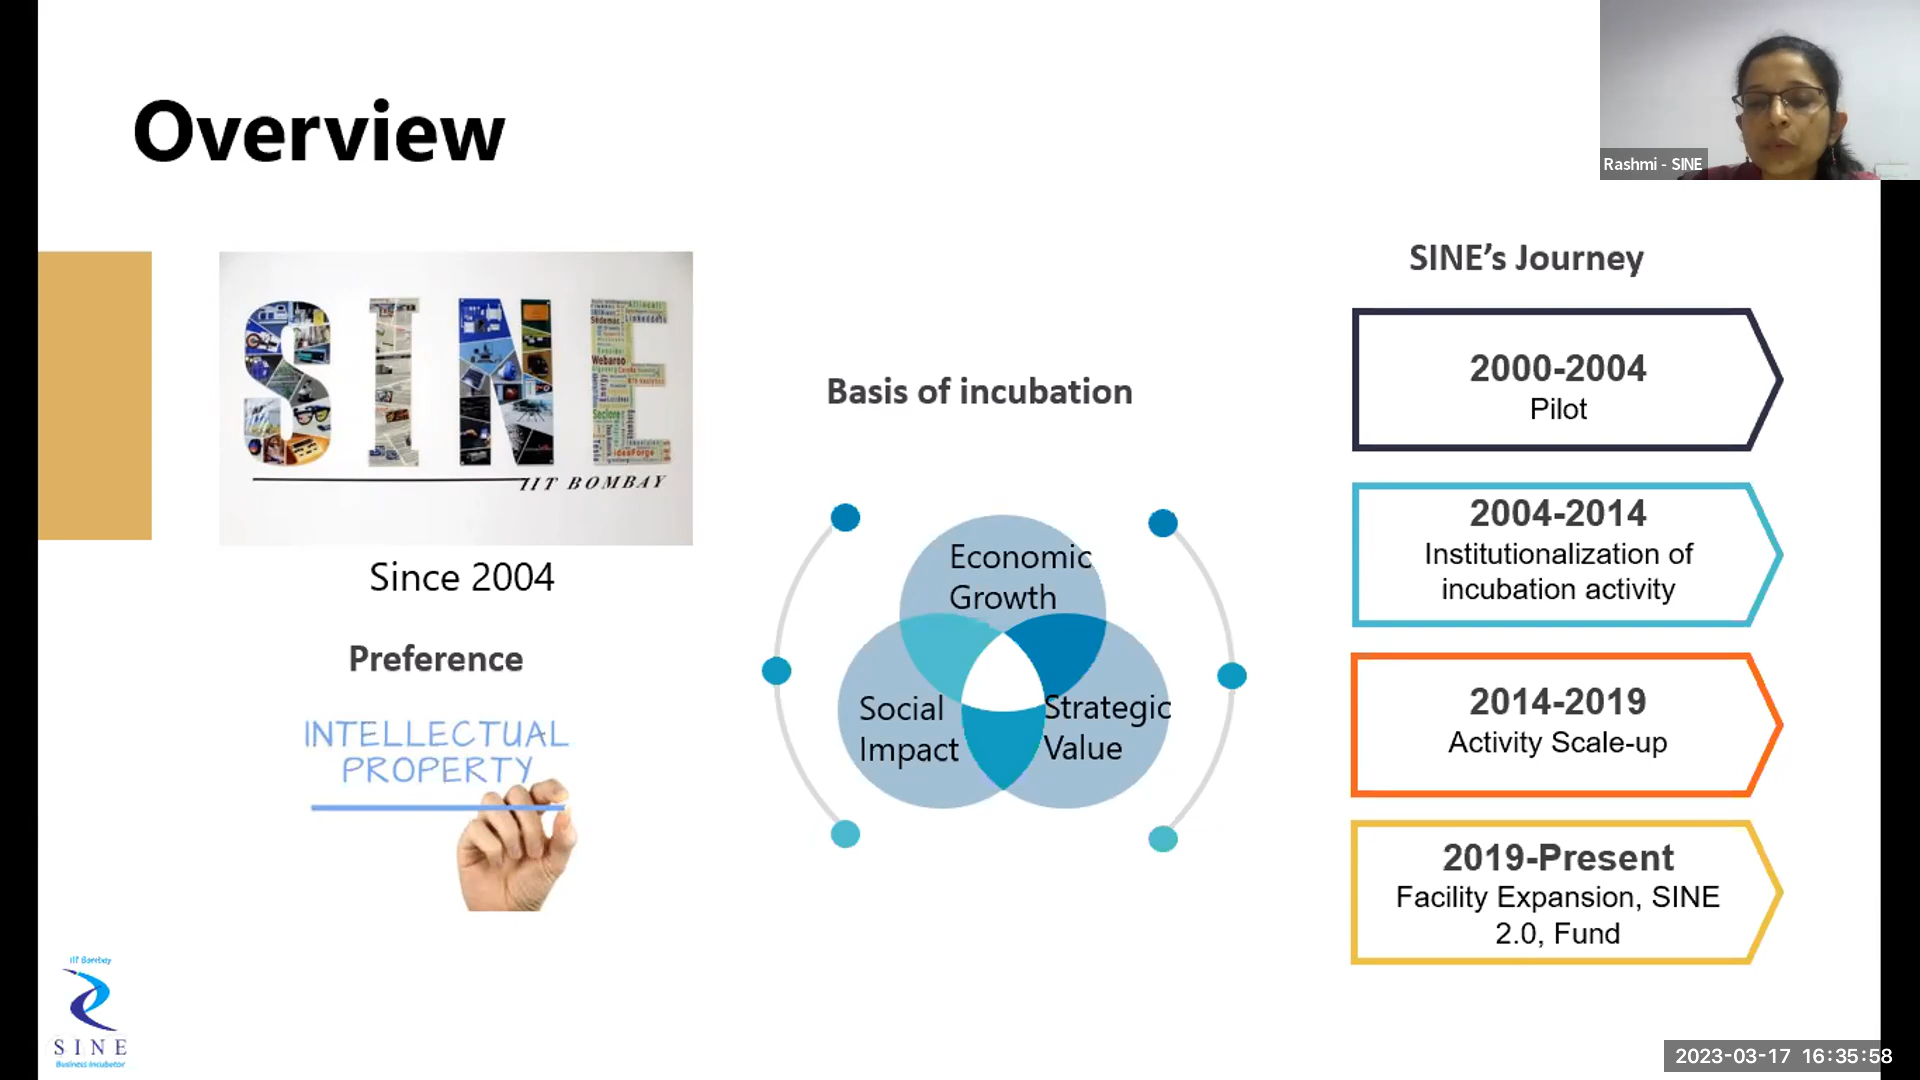 Overview
Rashmi - SINE
SINE
IIT BOMBAY
Since 2004
Preference
INTELLECTUAL
PROPERTY
Basis of incubation
Economic
Growth
Social
Impact
Strategic
Value
SINE’s Journey
2000-2004
Pilot
2004-2014
Institutionalization of
incubation activity
2014-2019
Activity Scale-up
2019-Present
Facility Expansion, SINE
2.0, Fund
IIT Bombay
SINE
Business Incubator
2023-03-17 16:35:58